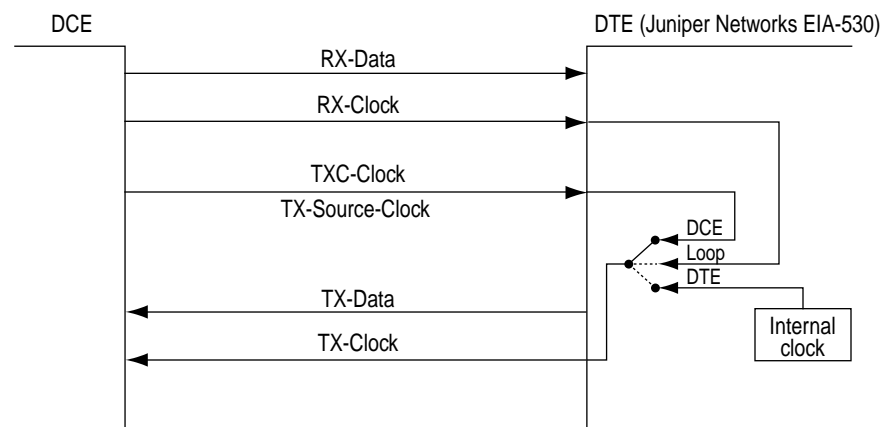 DCE
DTE (Juniper Networks EIA-530)
RX-Data
RX-Clock
TXC-Clock
TX-Source-Clock
DCE
Loop
DTE
TX-Data
Internal
clock
TX-Clock